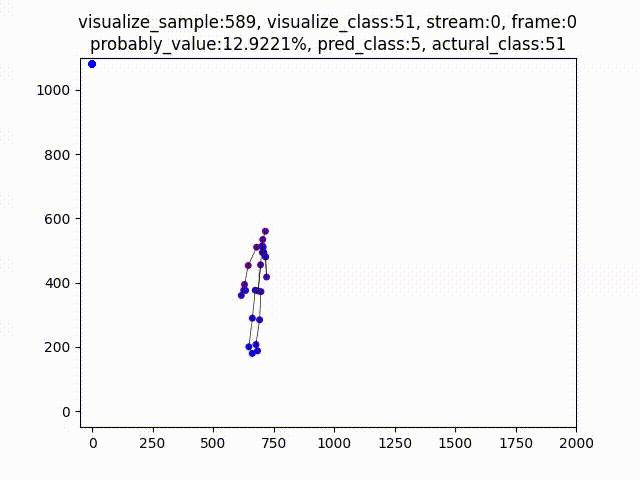 visualize_sample:589, visualize_class:51, stream:0, frame:0
probably_value:12.9221%, pred_class:5, actural_class:51
1000
800
600
400
200
0
0 250 500 750 1000 1250 1500 1750 2000